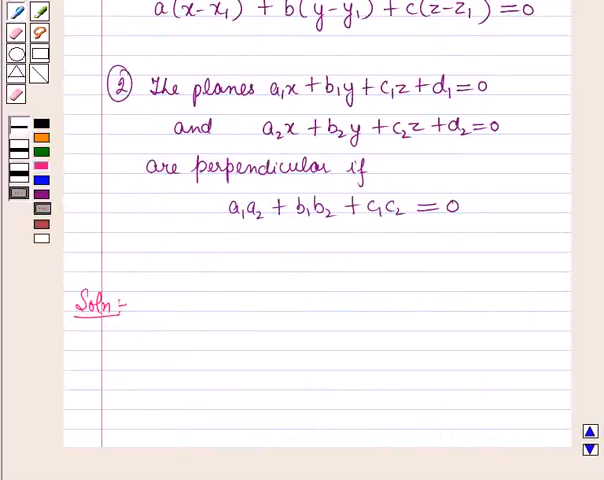 a(x-x₁) + b(y-y₁) + c(z-z₁) = 0
② The planes a₁x+b₁y+c₁z+d₁=0
and a₂x+b₂y+c₂z+d₂=0
are perpendicular if
a₁a₂ + b₁b₂ + c₁c₂ = 0
Soln:-